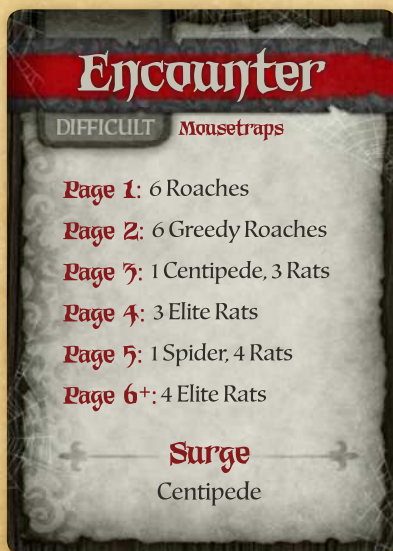 Encounter
DIFFICULT Mousetraps
Page 1: 6 Roaches
Page 2: 6 Greedy Roaches
Page 3: 1 Centipede, 3 Rats
Page 4: 3 Elite Rats
Page 5: 1 Spider, 4 Rats
Page 6+: 4 Elite Rats
Surge
Centipede